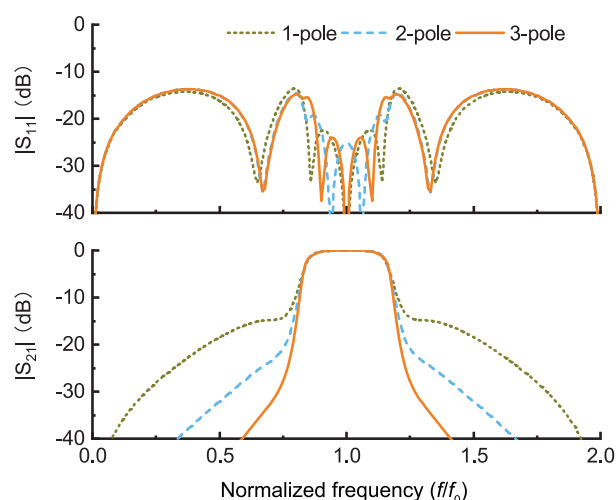 1-pole 2-pole 3-pole
|S11| (dB)
0
-10
-20
-30
-40
|S21| (dB)
0
-10
-20
-30
-40
0.0 0.5 1.0 1.5 2.0
Normalized frequency (f/f0)